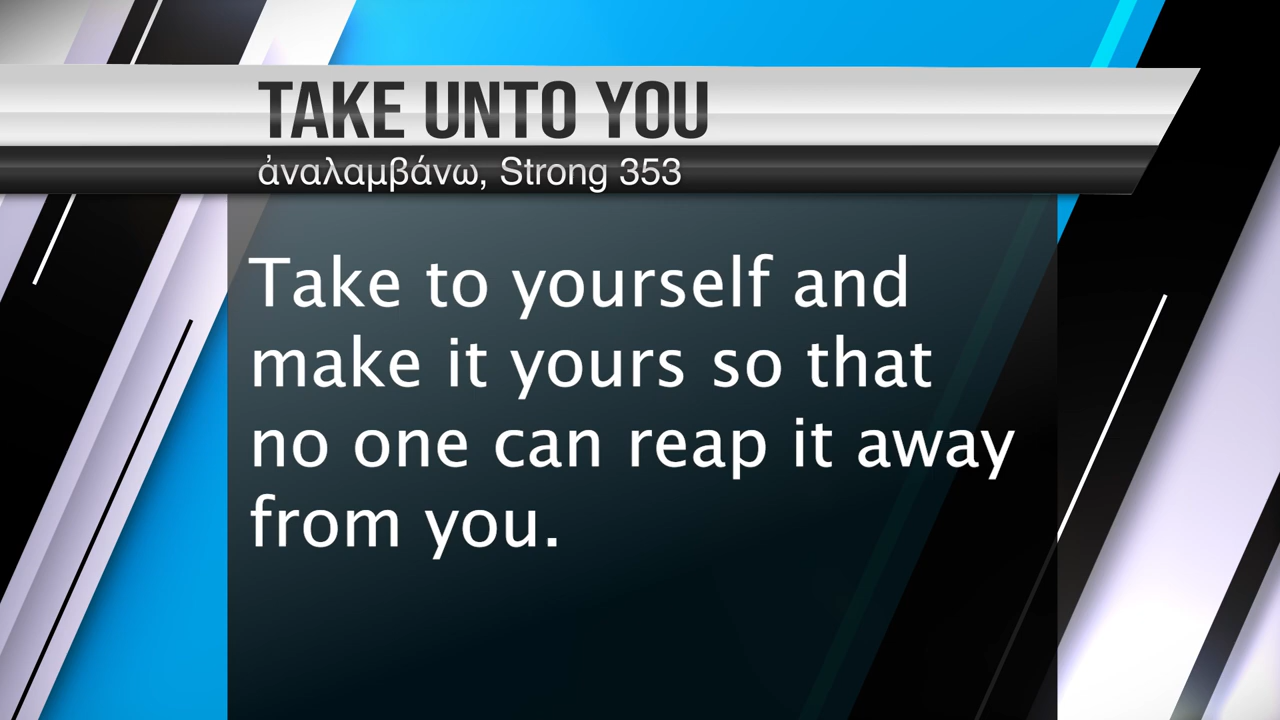 TAKE UNTO YOU
ἀναλαμβάνω, Strong 353
Take to yourself and
make it yours so that
no one can reap it away
from you.